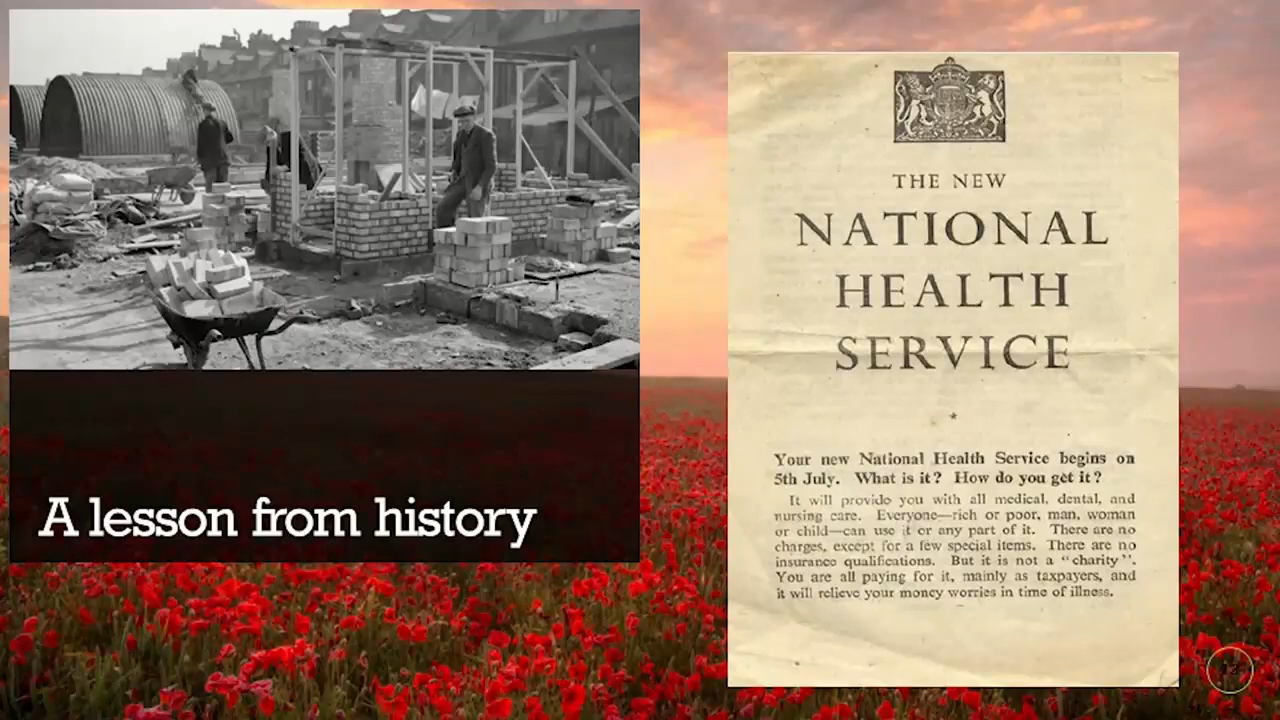 A lesson from history
THE NEW
NATIONAL
HEALTH
SERVICE
*
Your new National Health Service begins on
5th July. What is it? How do you get it?
It will provide you with all medical, dental, and
nursing care. Everyone—rich or poor, man, woman
or child—can use it or any part of it. There are no
charges, except for a few special items. There are no
insurance qualifications. But it is not a "charity".
You are all paying for it, mainly as taxpayers, and
it will relieve your money worries in time of illness.